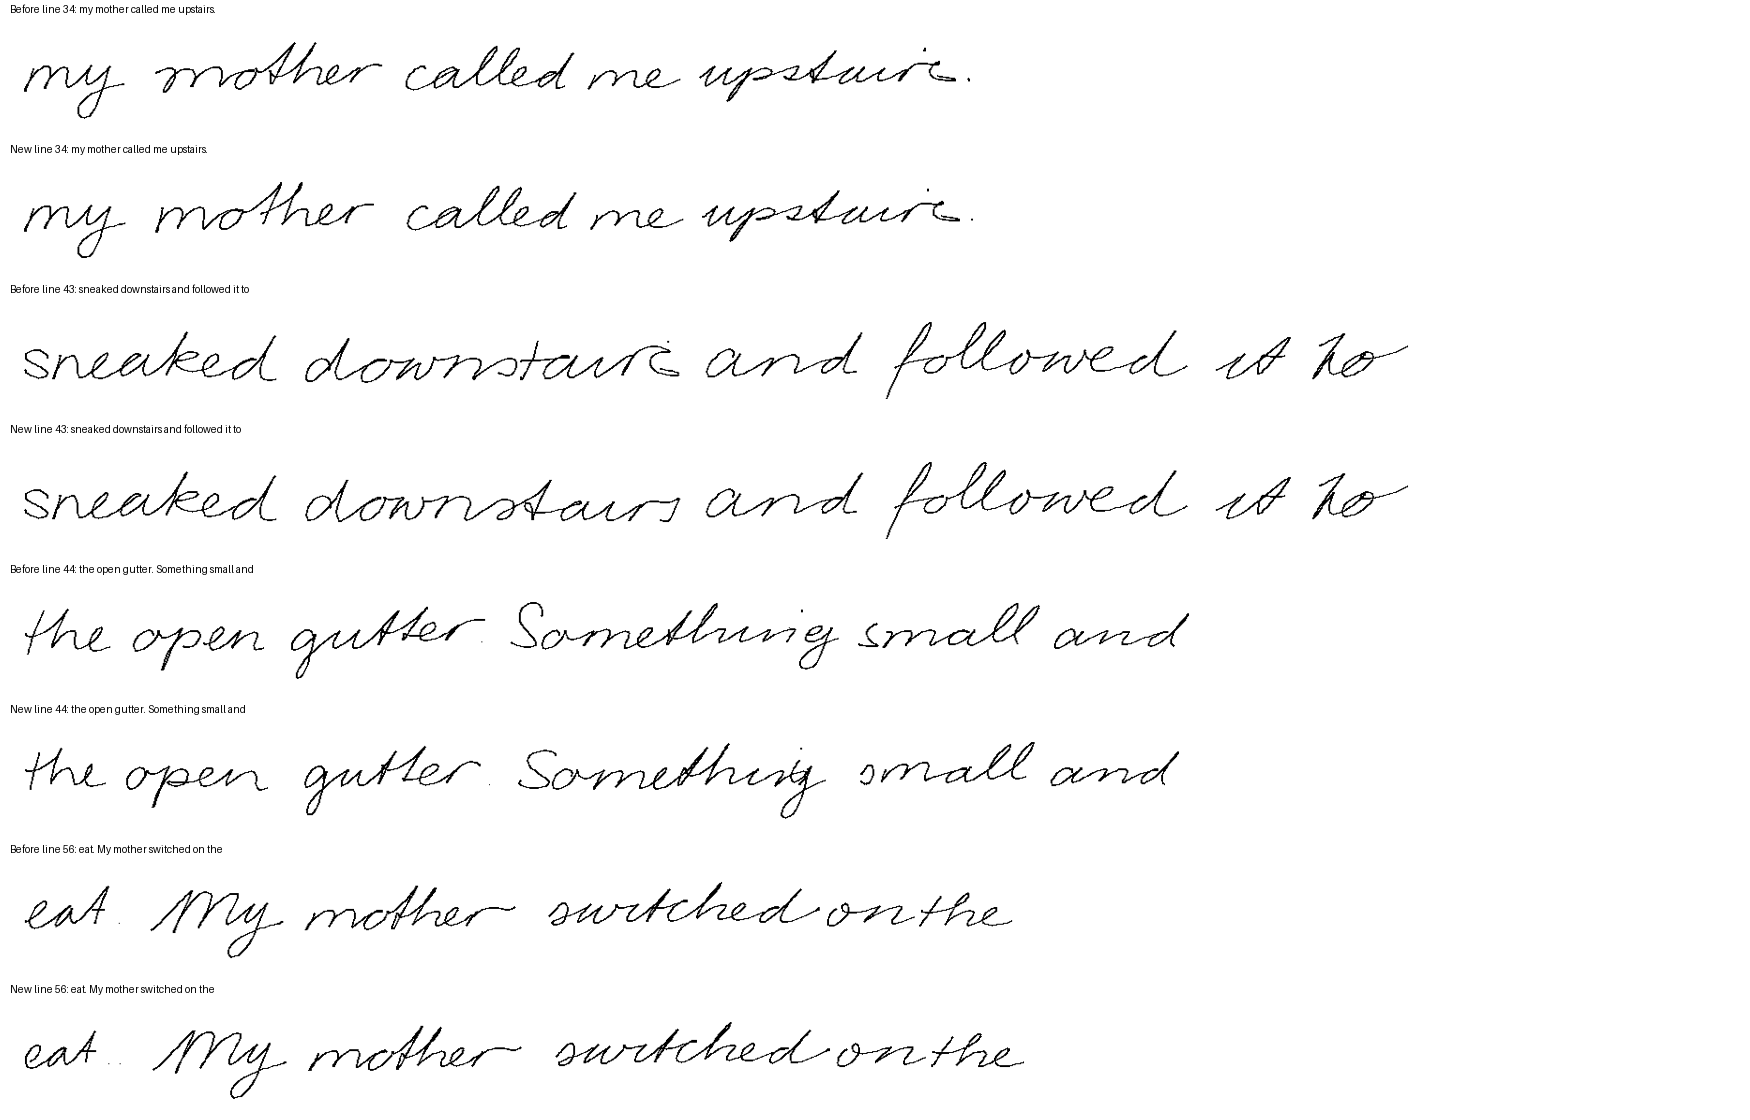 Before line 34: my mother called me upstairs.
my mother called me upstairs.
New line 34: my mother called me upstairs.
my mother called me upstairs.
Before line 43: sneaked downstairs and followed it to
sneaked downstairs and followed it to
New line 43: sneaked downstairs and followed it to
sneaked downstairs and followed it to
Before line 44: the open gutter. Something small and
the open gutter. Something small and
New line 44: the open gutter. Something small and
the open gutter. Something small and
Before line 56: eat. My mother switched on the
eat. My mother switched on the
New line 56: eat. My mother switched on the
eat.. My mother switched on the